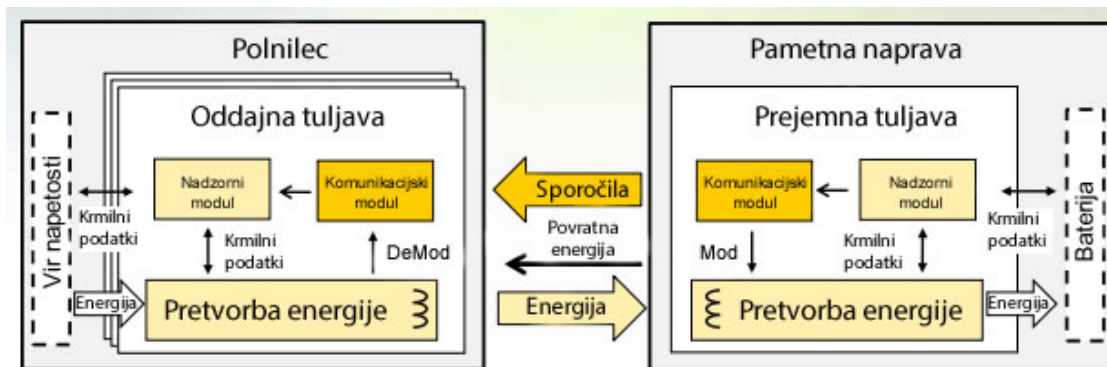 Polnilec
Oddajna tuljava
Vir napetosti
Nadzorni
modul
Komunikacijski
modul
Krmilni
podatki
Krmilni
podatki
DeMod
Energija
Pretvorba energije
Sporočila
Povratna
energija
Energija
Pametna naprava
Prejemna tuljava
Komunikacijski
modul
Nadzorni
modul
Mod
Krmilni
podatki
Krmilni
podatki
Pretvorba energije
Energija
Baterija